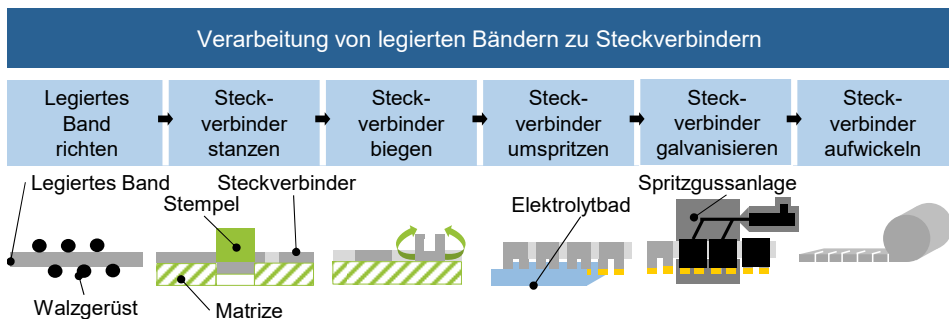 Verarbeitung von legierten Bändern zu Steckverbindern
Legiertes
Band
richten
Steck-
verbinder
stanzen
Steck-
verbinder
biegen
Steck-
verbinder
umspritzen
Steck-
verbinder
galvanisieren
Steck-
verbinder
aufwickeln
Legiertes Band
Steckverbinder
Stempel
Elektrolytbad
Spritzgussanlage
Walzgerüst
Matrize